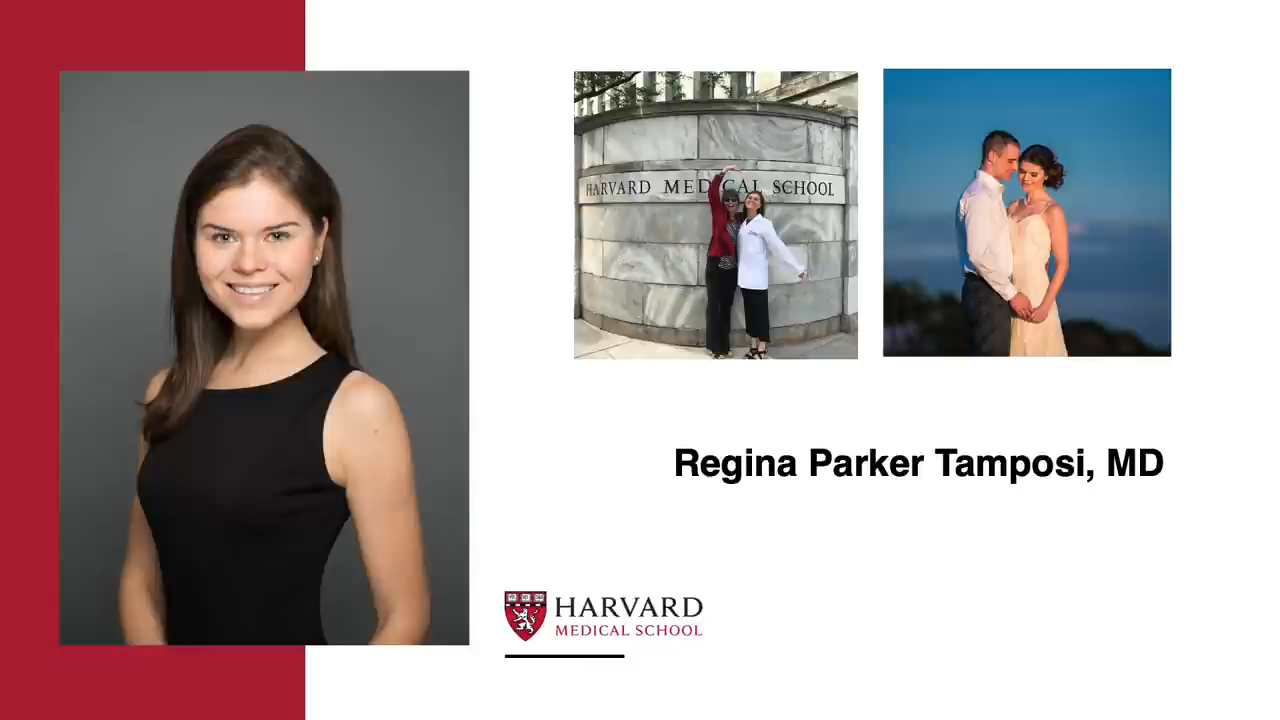 HARVARD MEDICAL SCHOOL
Regina Parker Tamposi, MD
HARVARD
MEDICAL SCHOOL